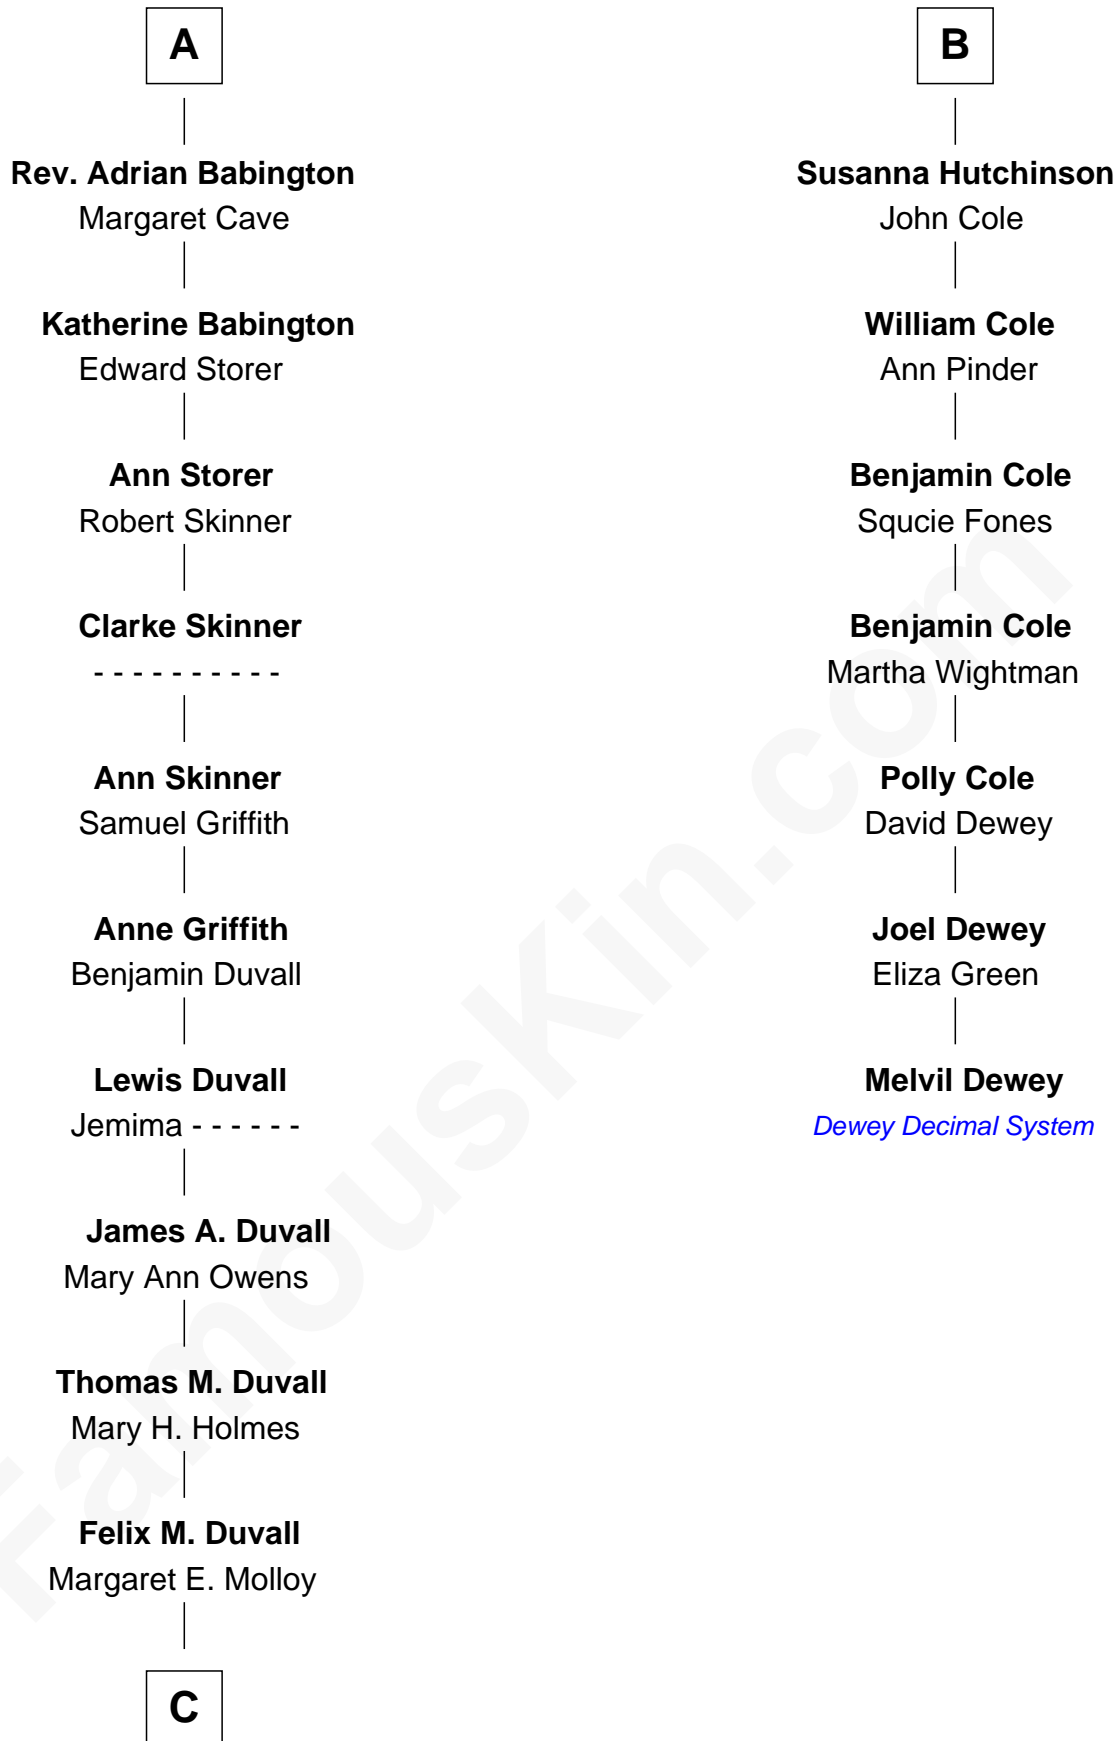 A
Rev. Adrian Babington
Margaret Cave
Katherine Babington
Edward Storer
Ann Storer
Robert Skinner
Clarke Skinner
- - - - - - - - - -
Ann Skinner
Samuel Griffith
Anne Griffith
Benjamin Duvall
Lewis Duvall
Jemima - - - - - -
James A. Duvall
Mary Ann Owens
Thomas M. Duvall
Mary H. Holmes
Felix M. Duvall
Margaret E. Molloy
C
B
Susanna Hutchinson
John Cole
William Cole
Ann Pinder
Benjamin Cole
Squcie Fones
Benjamin Cole
Martha Wightman
Polly Cole
David Dewey
Joel Dewey
Eliza Green
Melvil Dewey
Dewey Decimal System
FamousKin.com